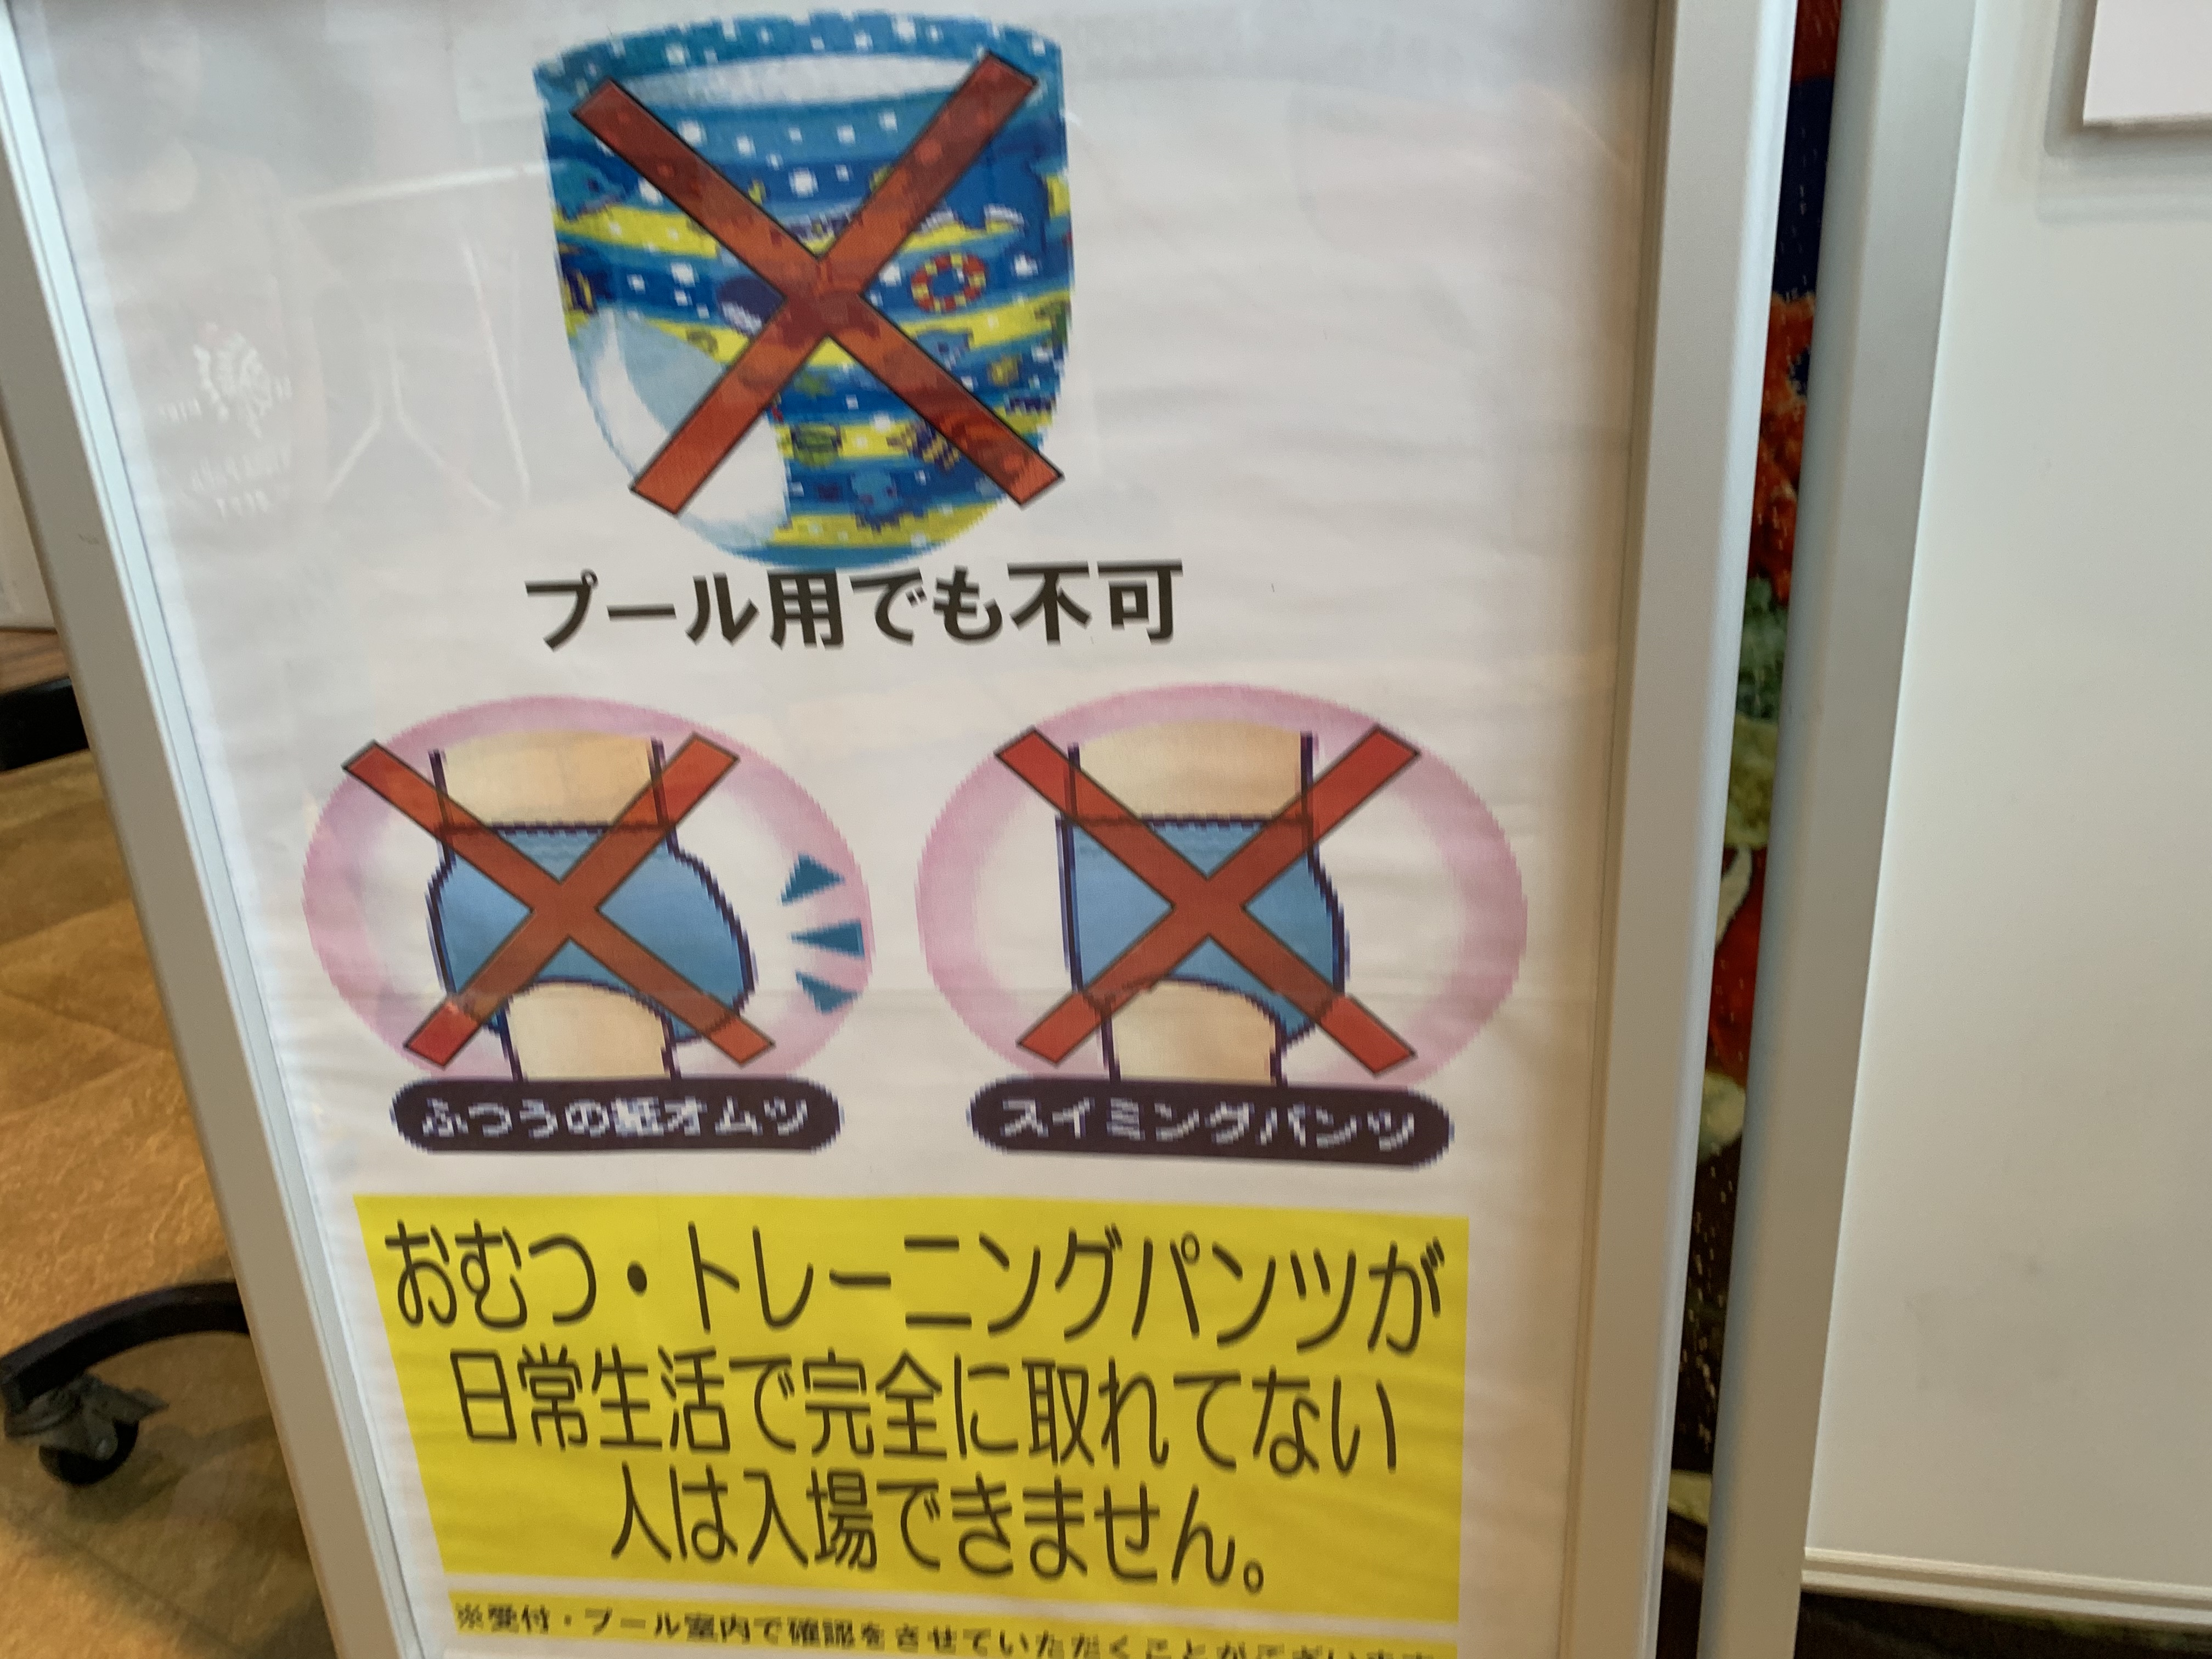 プール用でも不可
ふつうの紙オムツ
スイミングパンツ
おむつ・トレーニングパンツが
日常生活で完全に取れてない
人は入場できません。
※受付・プール室内で確認をさせていただくことがございます